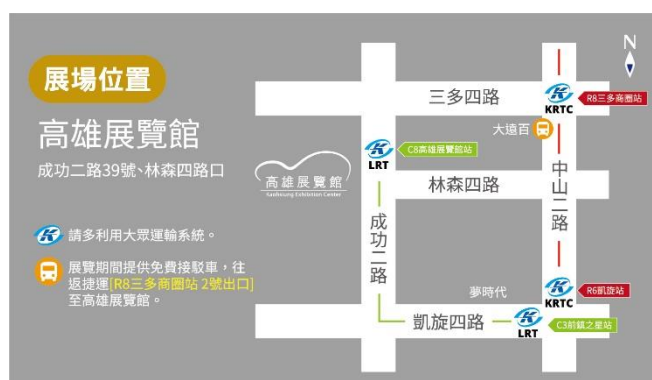 展場位置
高雄展覽館
成功二路39號、林森四路口
請多利用大眾運輸系統。
展覽期間提供免費接駁車，往
返捷運[R8三多商圈站 2號出口]
至高雄展覽館。
N
三多四路
KRTC
R8三多商圈站
大遠百
LRT
C8高雄展覽館站
高雄展覽館
Kaohsiung Exhibition Center
林森四路
中山二路
成功二路
夢時代
KRTC
R6凱旋站
凱旋四路
LRT
C3前鎮之星站